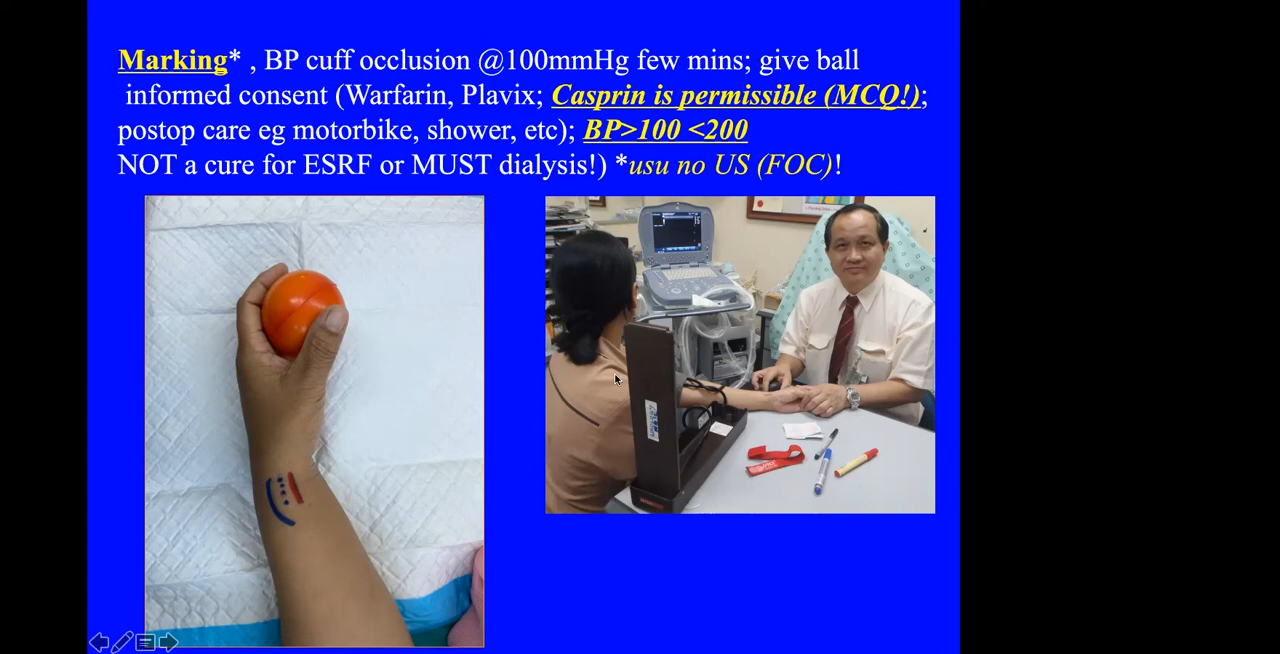 Marking* , BP cuff occlusion @100mmHg few mins; give ball
informed consent (Warfarin, Plavix; Casprin is permissible (MCQ!);
postop care eg motorbike, shower, etc); BP>100 <200
NOT a cure for ESRF or MUST dialysis!) *usu no US (FOC)!